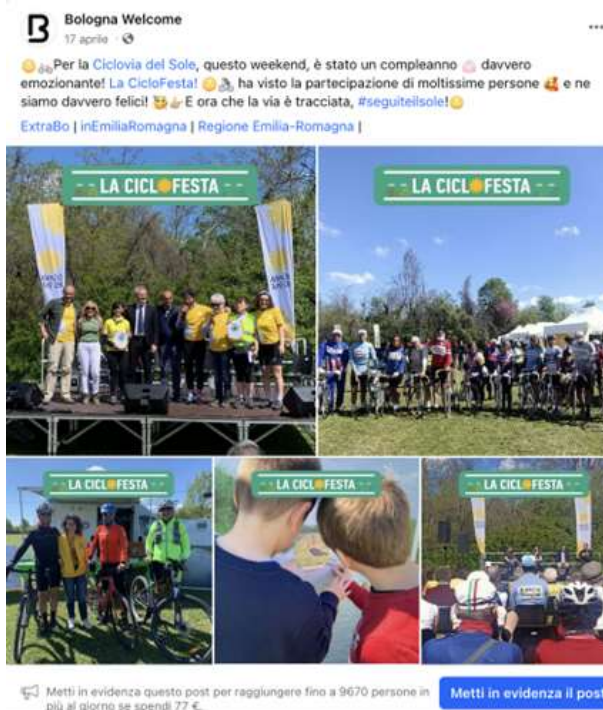 Bologna Welcome
17 aprile ·
Per la Ciclovia del Sole, questo weekend, è stato un compleanno davvero
emozionante! La CicloFesta! ha visto la partecipazione di moltissime persone e ne
siamo davvero felici! E ora che la via è tracciata, #seguiteilsole!
ExtraBo | inEmiliaRomagna | Regione Emilia-Romagna |
LA CICLOFESTA
LA CICLOFESTA
LA CICLOFESTA
LA CICLOFESTA
LA CICLOFESTA
Metti in evidenza questo post per raggiungere fino a 9670 persone in
più al giorno se spendi 77 €.
Metti in evidenza il post